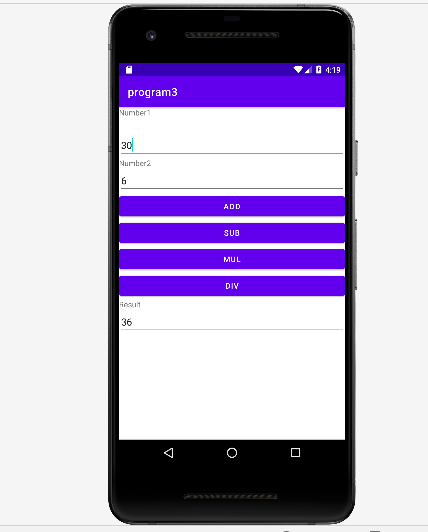 4:19
program3
Number1
30
Number2
6
ADD
SUB
MUL
DIV
Result
36